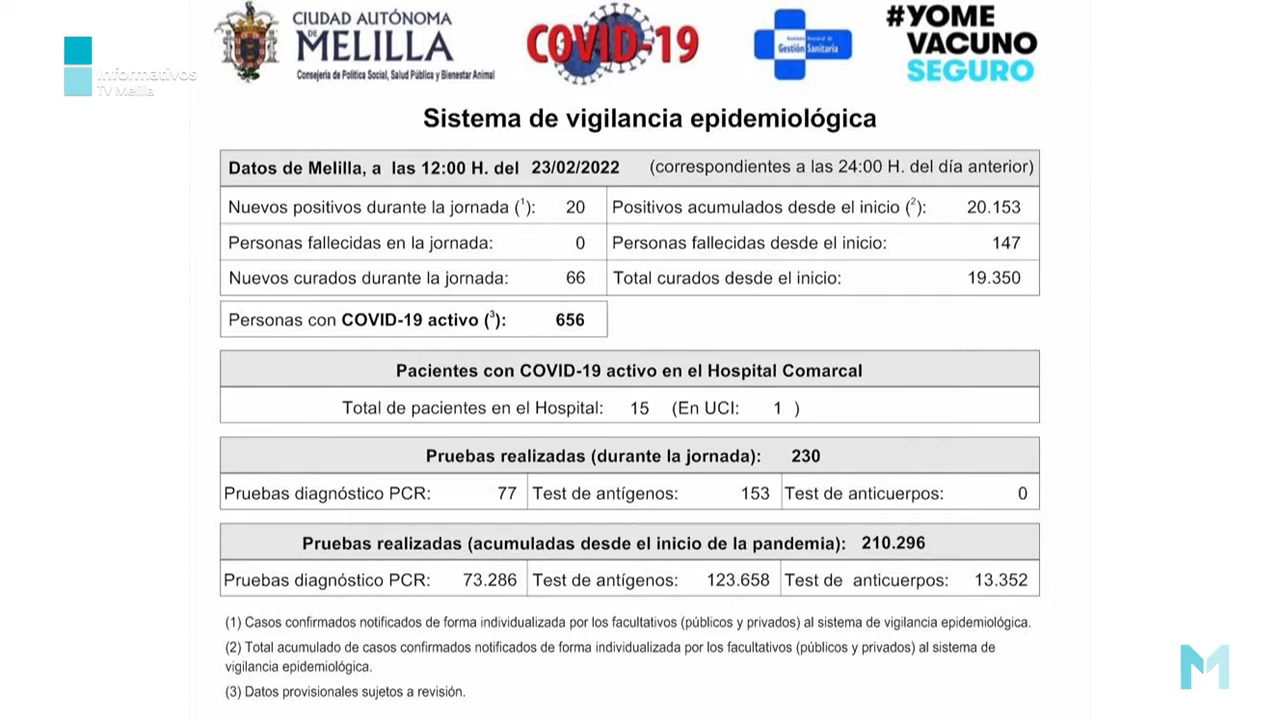 CIUDAD AUTÓNOMA
DE MELILLA
Consejería de Política Social, Salud Pública y Bienestar Animal
COVID-19
Instituto Nacional de
Gestión Sanitaria
#YOME
VACUNO
SEGURO
Informativos
TV Melilla
Sistema de vigilancia epidemiológica
Datos de Melilla, a las 12:00 H. del 23/02/2022 (correspondientes a las 24:00 H. del día anterior)
Nuevos positivos durante la jornada (1): 20 Positivos acumulados desde el inicio (2): 20.153
Personas fallecidas en la jornada: 0 Personas fallecidas desde el inicio: 147
Nuevos curados durante la jornada: 66 Total curados desde el inicio: 19.350
Personas con COVID-19 activo (3): 656
Pacientes con COVID-19 activo en el Hospital Comarcal
Total de pacientes en el Hospital: 15 (En UCI: 1 )
Pruebas realizadas (durante la jornada): 230
Pruebas diagnóstico PCR: 77 Test de antígenos: 153 Test de anticuerpos: 0
Pruebas realizadas (acumuladas desde el inicio de la pandemia): 210.296
Pruebas diagnóstico PCR: 73.286 Test de antígenos: 123.658 Test de anticuerpos: 13.352
(1) Casos confirmados notificados de forma individualizada por los facultativos (públicos y privados) al sistema de vigilancia epidemiológica.
(2) Total acumulado de casos confirmados notificados de forma individualizada por los facultativos (públicos y privados) al sistema de
vigilancia epidemiológica.
(3) Datos provisionales sujetos a revisión.
M